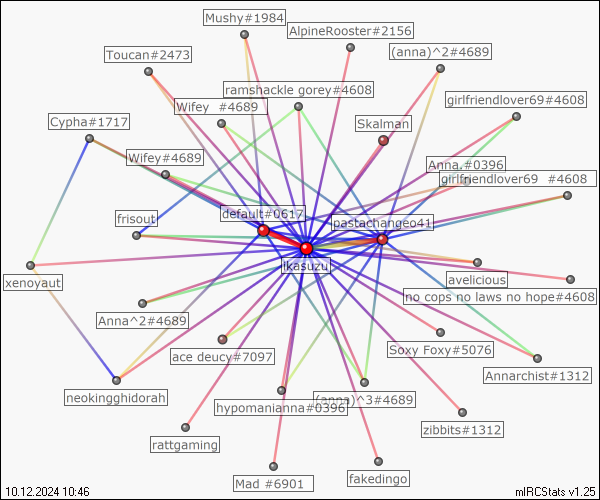 Mushy#1984
AlpineRooster#2156
Toucan#2473
(anna)^2#4689
ramshackle gorey#4608
girlfriendlover69#4608
Wifey #4689
Cypha#1717
Skalman
Wifey#4689
Anna.#0396
girlfriendlover69 #4608
default#0617
frisout
pastachangeo41
ikasuzu
xenoyaut
avelicious
no cops no laws no hope#4608
Anna^2#4689
ace deucy#7097
Soxy Foxy#5076
Annarchist#1312
neokingghidorah
hypomanianna#0396
(anna)^3#4689
zibbits#1312
rattgaming
Mad #6901
fakedingo
10.12.2024 10:46
mIRCStats v1.25